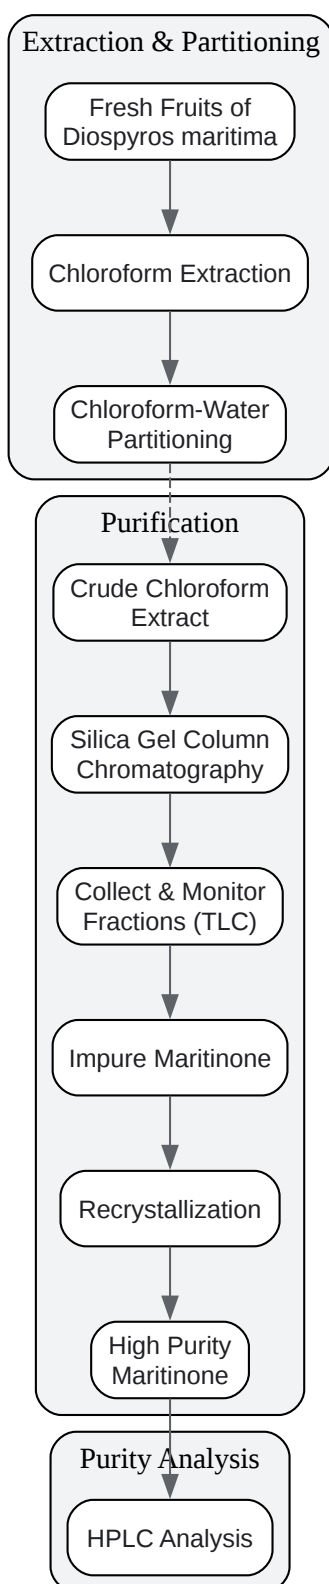 Extraction & Partitioning
Fresh Fruits of
Diospyros maritima
Chloroform Extraction
Chloroform-Water
Partitioning
Purification
Crude Chloroform
Extract
Silica Gel Column
Chromatography
Collect & Monitor
Fractions (TLC)
Impure Maritinone
Recrystallization
High Purity
Maritinone
Purity Analysis
HPLC Analysis